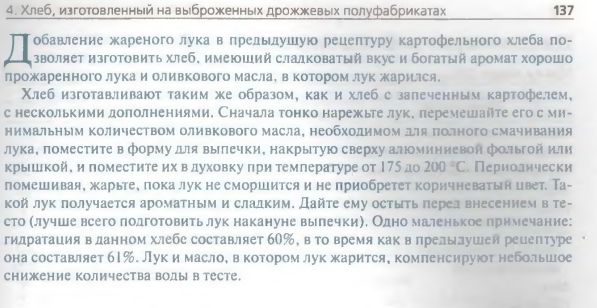 4. Хлеб, изготовленный на выброженных дрожжевых полуфабрикатах 137
Добавление жареного лука в предыдущую рецептуру картофельного хлеба по-
зволяет изготовить хлеб, имеющий сладковатый вкус и богатый аромат хорошо
прожаренного лука и оливкового масла, в котором лук жарился.
Хлеб изготавливают таким же образом, как и хлеб с запеченным картофелем,
с несколькими дополнениями. Сначала тонко нарежьте лук, перемешайте его с ми-
нимальным количеством оливкового масла, необходимом для полного смачивания
лука, поместите в форму для выпечки, накрытую сверху алюминиевой фольгой или
крышкой, и поместите их в духовку при температуре от 175 до 200 °C. Периодически
помешивая, жарьте, пока лук не сморщится и не приобретет коричневатый цвет. Та-
кой лук получается ароматным и сладким. Дайте ему остыть перед внесением в те-
сто (лучше всего подготовить лук накануне выпечки). Одно маленькое примечание:
гидратация в данном хлебе составляет 60%, в то время как в предыдущей рецептуре
она составляет 61%. Лук и масло, в котором лук жарится, компенсируют небольшое
снижение количества воды в тесте.